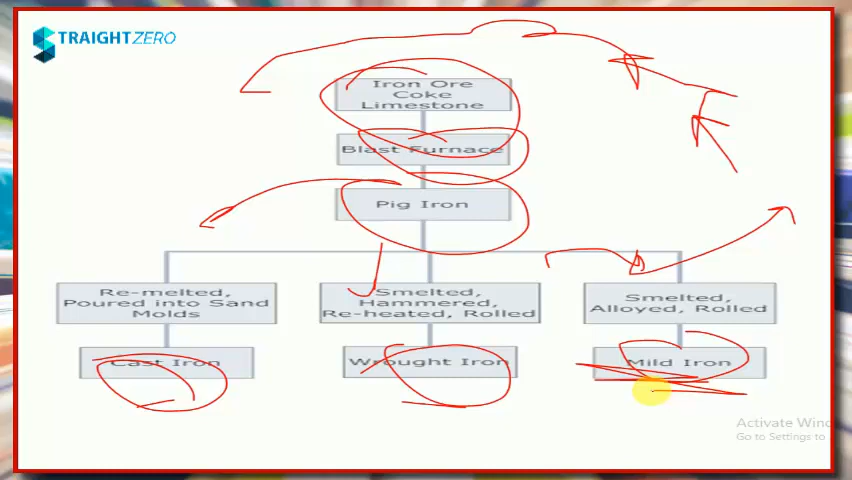 STRAIGHTZERO
Iron Ore
Coke
Limestone
Blast Furnace
Pig Iron
Re-melted,
Poured into Sand
Molds
Smelted,
Hammered,
Re-heated, Rolled
Smelted,
Alloyed, Rolled
Cast Iron
Wrought Iron
Mild Iron
Activate Wind
Go to Settings to